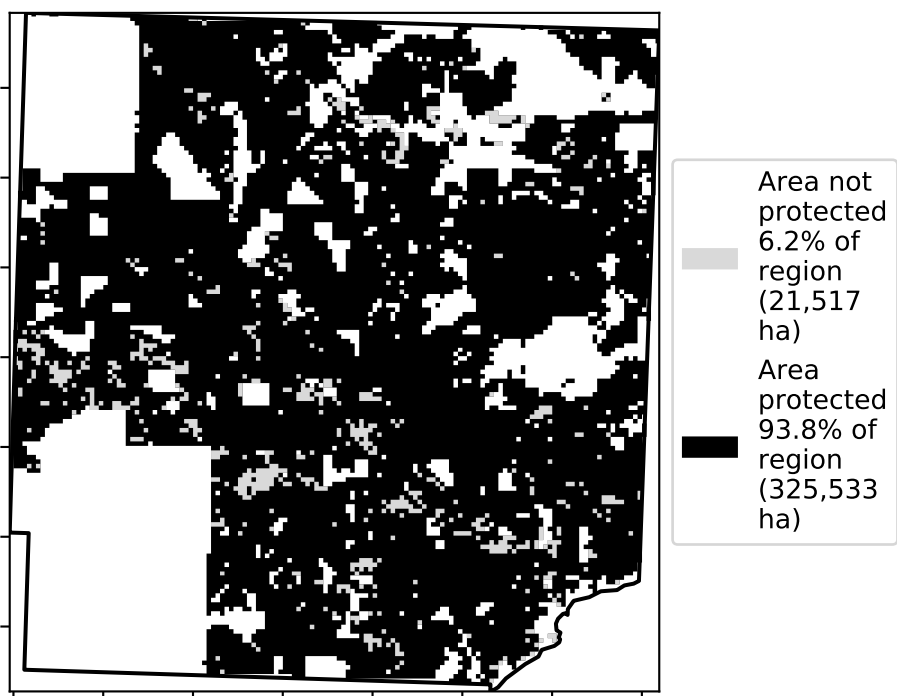 Area not
protected
6.2% of
region
(21,517
ha)
Area
protected
93.8% of
region
(325,533
ha)